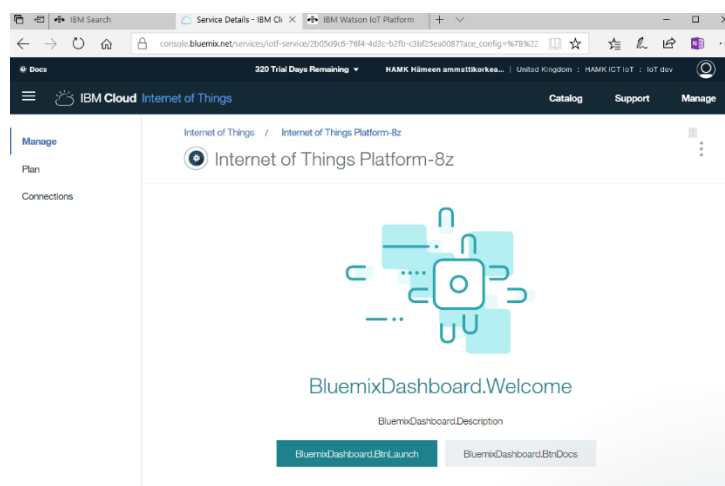 IBM Search
Service Details - IBM Cl
IBM Watson IoT Platform
console.bluemix.net/services/iotf-service/2b05d9c6-76f4-4d3c-b2fb-c3bf25ea0087?ace_config=%7B%22
Docs
320 Trial Days Remaining
HAMK Hämeen ammattikorkea... | United Kingdom : HAMK ICT IoT : IoT dev
IBM Cloud Internet of Things
Catalog Support Manage
Manage
Plan
Connections
Internet of Things / Internet of Things Platform-8z
Internet of Things Platform-8z
BluemixDashboard.Welcome
BluemixDashboard.Description
BluemixDashboard.BtnLaunch
BluemixDashboard.BtnDocs